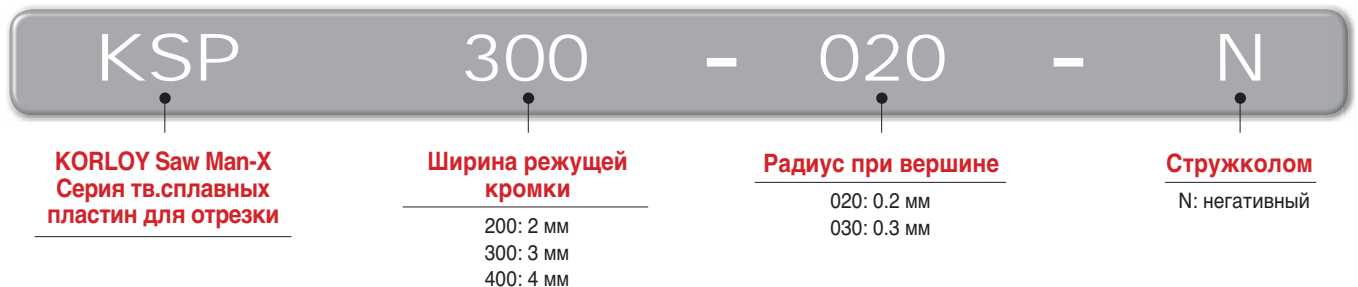 KSP 300 - 020 - N
KORLOY Saw Man-X
Серия тв.сплавных
пластин для отрезки
Ширина режущей
кромки
200: 2 мм
300: 3 мм
400: 4 мм
Радиус при вершине
020: 0.2 мм
030: 0.3 мм
Стружколом
N: негативный